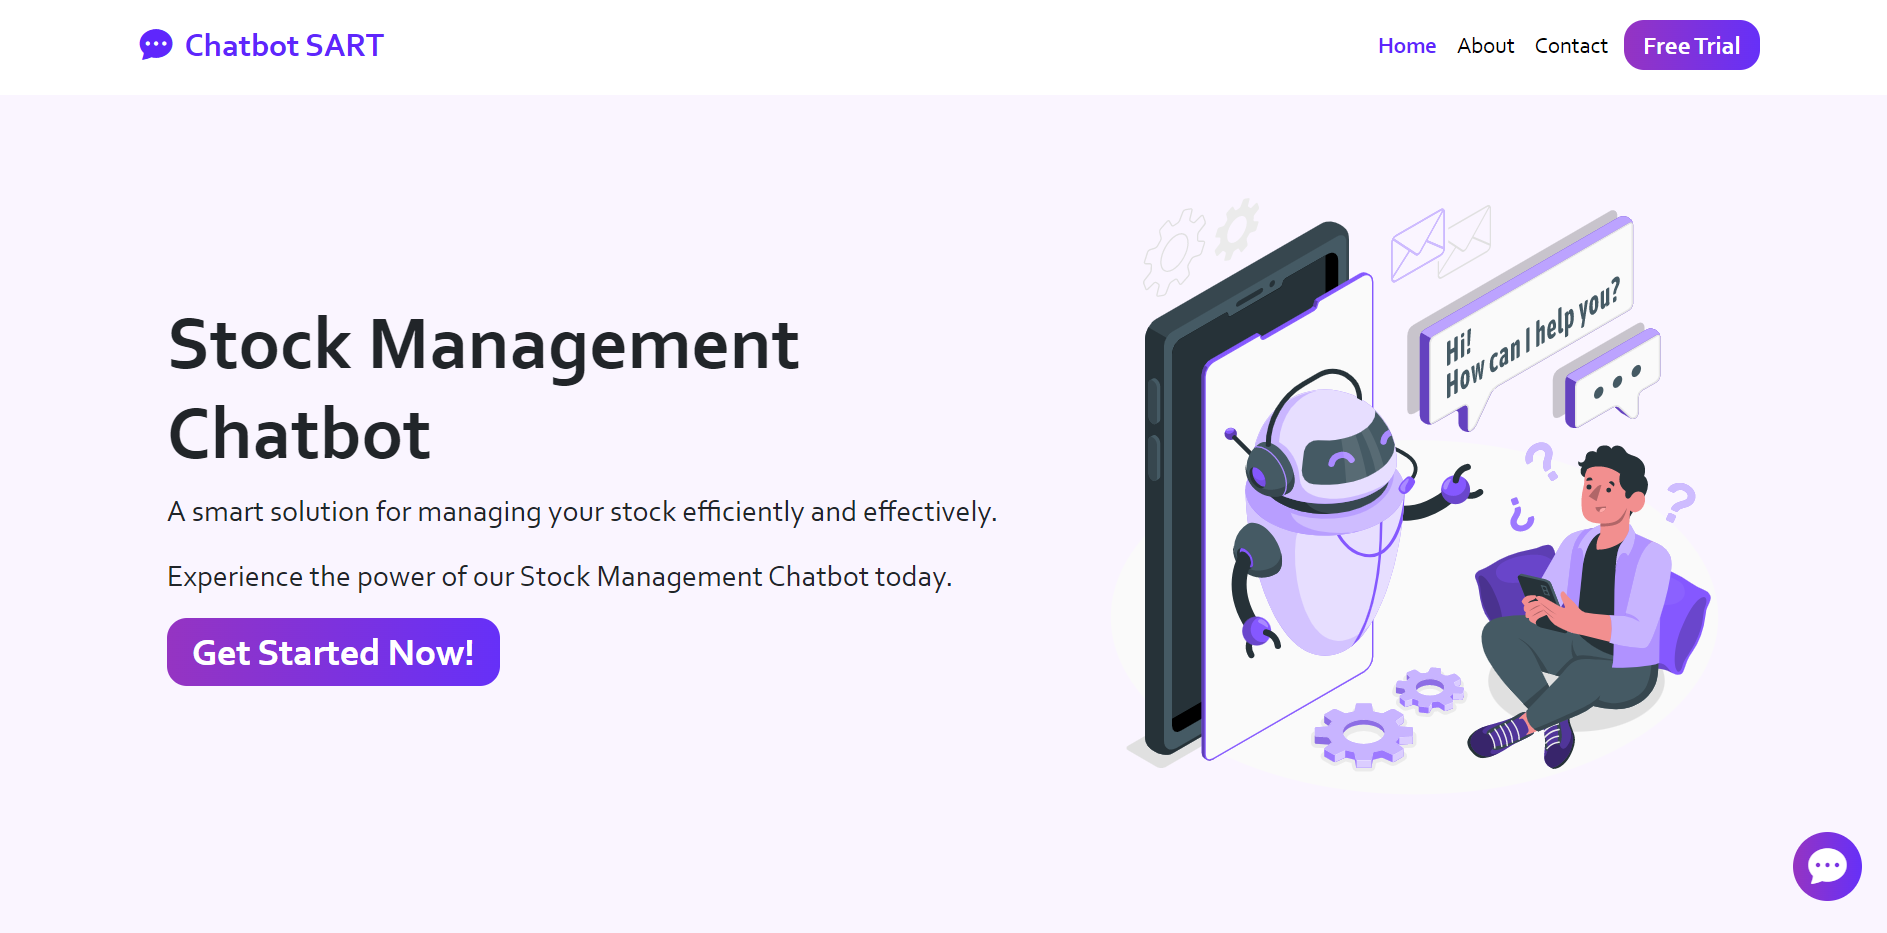 Chatbot SART
Home
About
Contact
Free Trial
Stock Management
Chatbot
A smart solution for managing your stock efficiently and effectively.
Experience the power of our Stock Management Chatbot today.
Get Started Now!
Hi!
How can I help you?